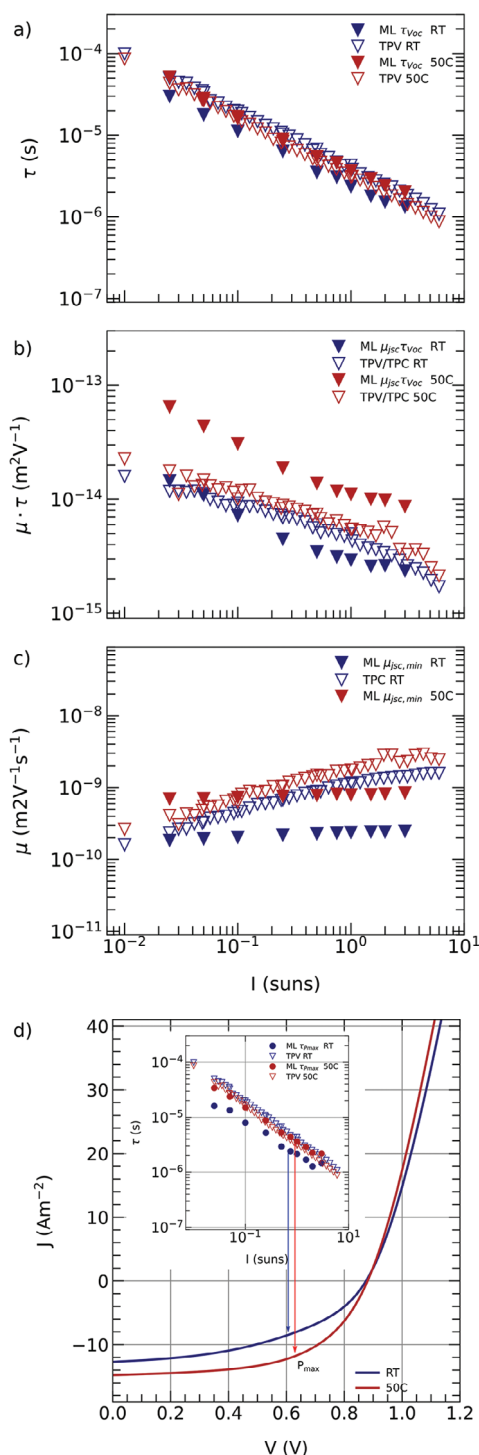 a)
ML τVoc RT
TPV RT
ML τVoc 50C
TPV 50C
10⁻⁴
10⁻⁵
10⁻⁶
10⁻⁷
τ (s)
b)
ML μjscτVoc RT
TPV/TPC RT
ML μjscτVoc 50C
TPV/TPC 50C
10⁻¹³
10⁻¹⁴
10⁻¹⁵
μ · τ (m²V⁻¹)
c)
ML μjsc,min RT
TPC RT
ML μjsc,min 50C
10⁻⁸
10⁻⁹
10⁻¹⁰
10⁻¹¹
μ (m2V⁻¹s⁻¹)
10⁻² 10⁻¹ 10⁰ 10¹
I (suns)
d)
40
30
20
10
0
−10
−20
J (Am⁻²)
ML τPmax RT
TPV RT
ML τPmax 50C
TPV 50C
10⁻⁴
10⁻⁵
10⁻⁶
10⁻⁷
τ (s)
10⁻¹ 10¹
I (suns)
Pmax
RT
50C
0.0 0.2 0.4 0.6 0.8 1.0 1.2
V (V)